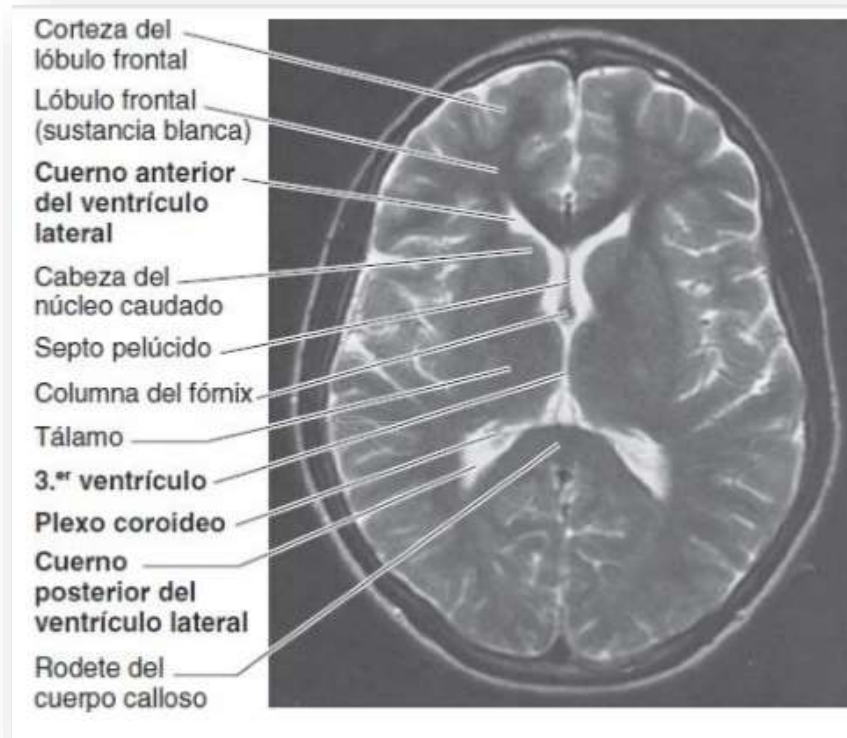 Corteza del
lóbulo frontal
Lóbulo frontal
(sustancia blanca)
Cuerno anterior
del ventrículo
lateral
Cabeza del
núcleo caudado
Septo pelúcido
Columna del fórnix
Tálamo
3.er ventrículo
Plexo coroideo
Cuerno
posterior del
ventrículo lateral
Rodete del
cuerpo calloso